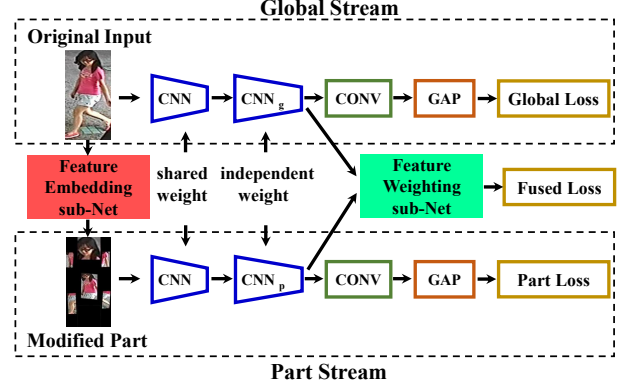 Global Stream
Original Input
CNN
CNN g
CONV
GAP
Global Loss
Feature
Embedding
sub-Net
shared
weight
independent
weight
Feature
Weighting
sub-Net
Fused Loss
CNN
CNN p
CONV
GAP
Part Loss
Modified Part
Part Stream